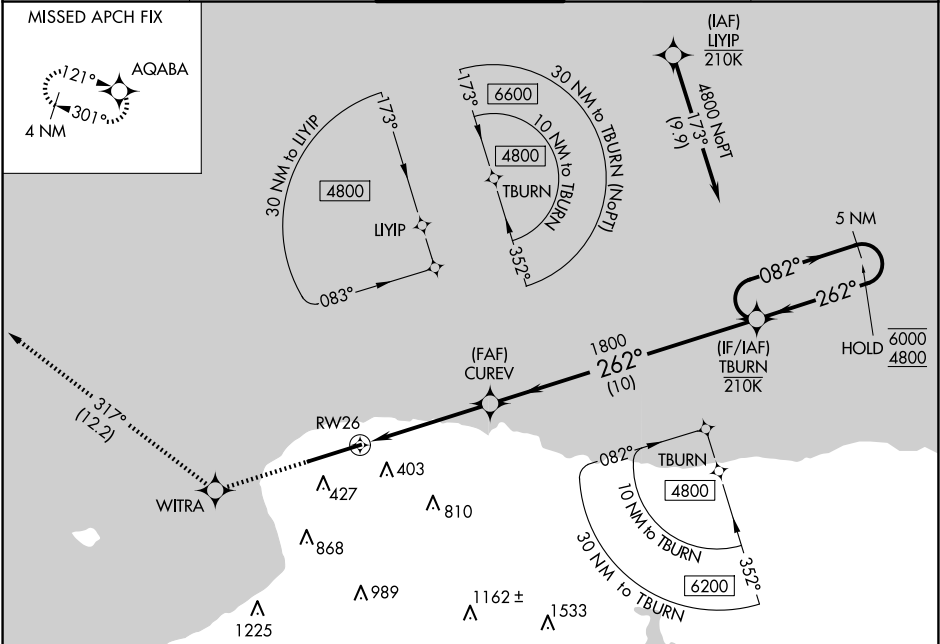 MISSED APCH FIX
AQABA
121°
301°
4 NM
30 NM to LIYIP
173°
4800
LIYIP
083°
173°
6600
4800
TBURN
10 NM to TBURN
30 NM to TBURN (NoPT)
352°
(IAF)
LIYIP
210K
4800 NoPT
173°
(9.9)
5 NM
082°
262°
HOLD
6000
4800
(IF/IAF)
TBURN
210K
1800
262°
(10)
(FAF)
CUREV
RW26
317°
(12.2)
WITRA
403
427
810
868
989
1225
1162 ±
1533
082°
TBURN
4800
10 NM to TBURN
30 NM to TBURN
6200
352°